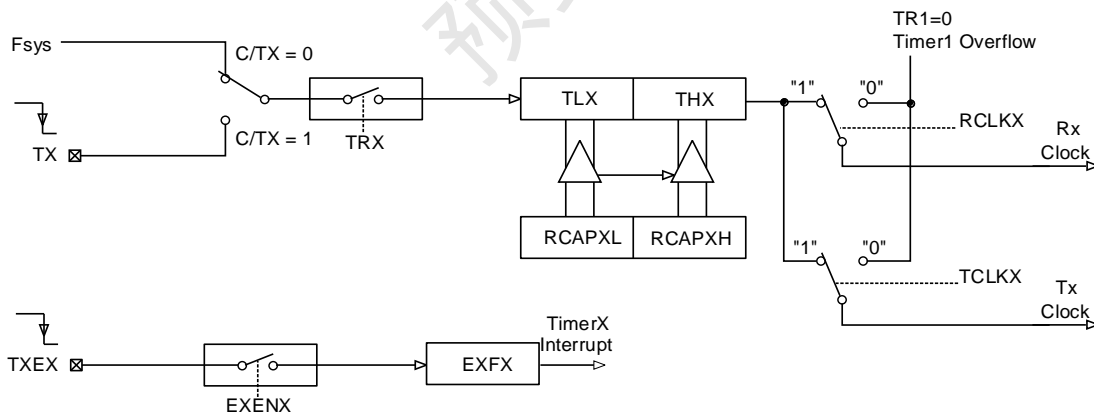 TR1=0
Timer1 Overflow
Fsys
C/TX = 0
"1"
"0"
TLX
THX
TRX
C/TX = 1
TX
RCLKX
Rx
Clock
RCAPXL
RCAPXH
"1"
"0"
TCLKX
Tx
Clock
TimerX
Interrupt
TXEX
EXFX
EXENX
预